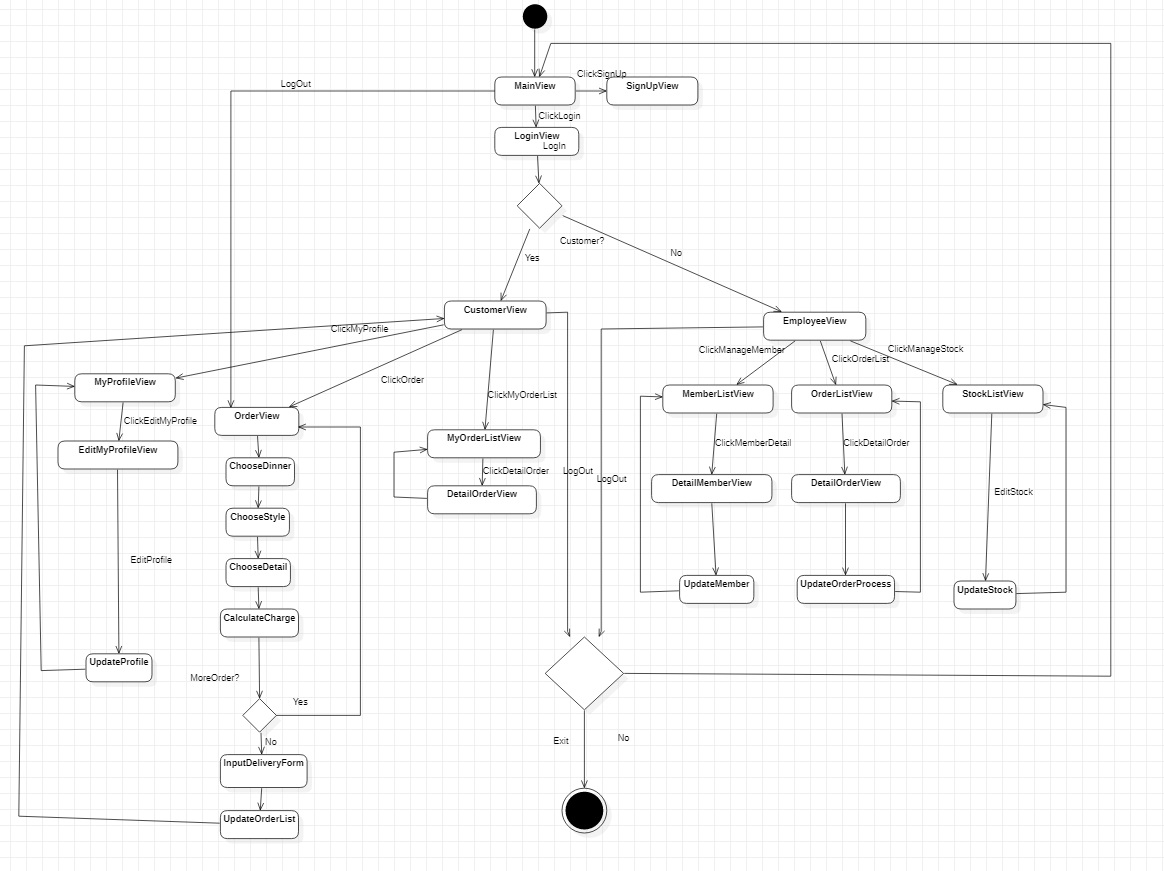 ClickSignUp
LogOut
MainView
SignUpView
ClickLogin
LoginView
LogIn
Customer?
No
Yes
CustomerView
EmployeeView
ClickMyProfile
ClickManageMember
ClickOrderList
ClickManageStock
MyProfileView
ClickOrder
ClickMyOrderList
MemberListView
OrderListView
StockListView
ClickEditMyProfile
OrderView
MyOrderListView
ClickMemberDetail
ClickDetailOrder
EditMyProfileView
ChooseDinner
ClickDetailOrder
LogOut
LogOut
DetailMemberView
DetailOrderView
EditStock
DetailOrderView
ChooseStyle
EditProfile
ChooseDetail
UpdateMember
UpdateOrderProcess
UpdateStock
CalculateCharge
UpdateProfile
MoreOrder?
Yes
No
Exit
No
InputDeliveryForm
UpdateOrderList